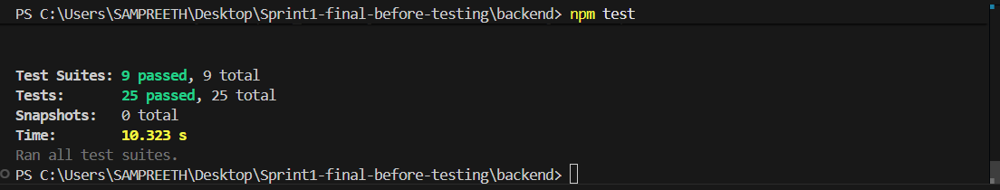 PS C:\Users\SAMPREETH\Desktop\Sprint1-final-before-testing\backend> npm test
Test Suites: 9 passed, 9 total
Tests:       25 passed, 25 total
Snapshots:   0 total
Time:        10.323 s
Ran all test suites.
PS C:\Users\SAMPREETH\Desktop\Sprint1-final-before-testing\backend>